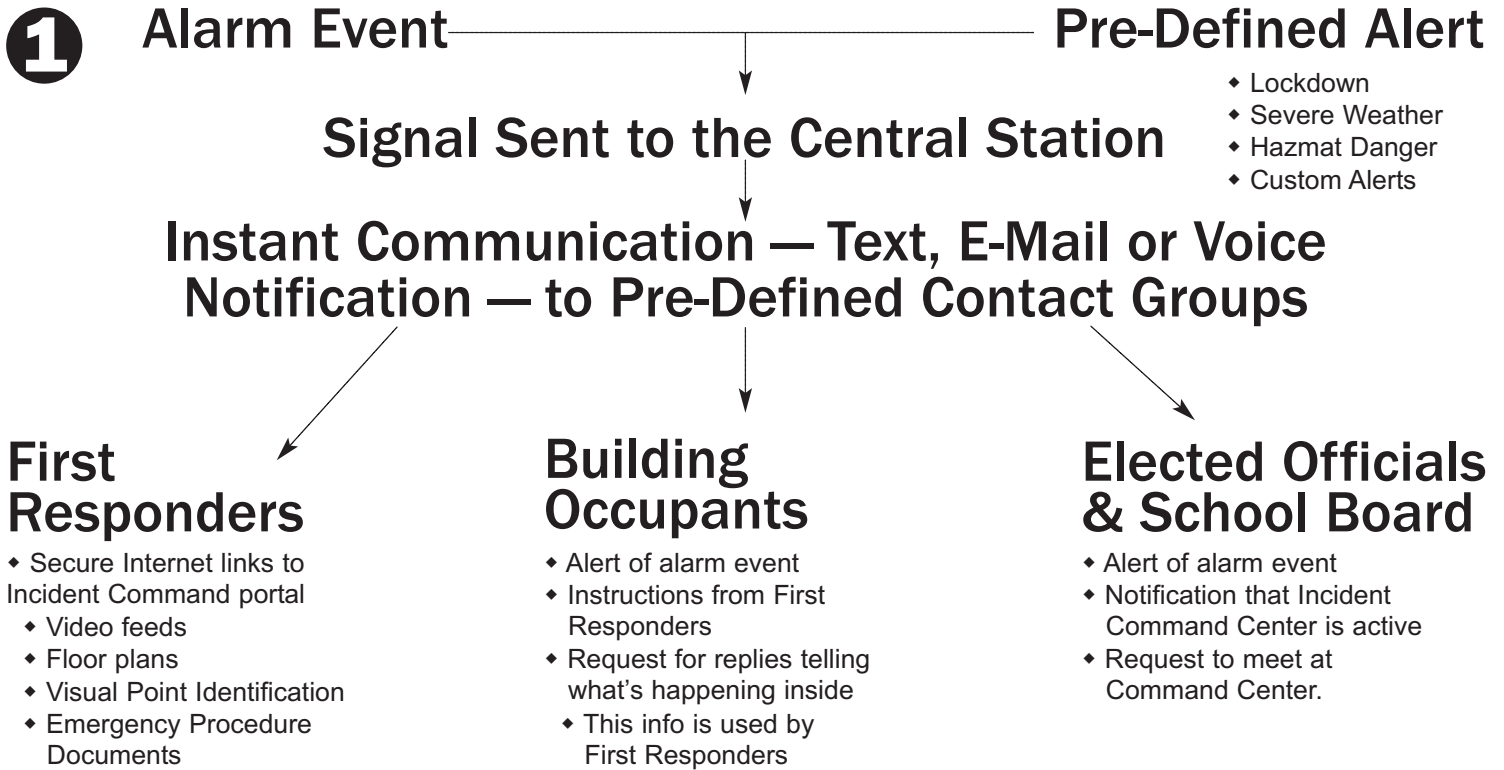 1
Alarm Event
Pre-Defined Alert
◆ Lockdown
◆ Severe Weather
◆ Hazmat Danger
◆ Custom Alerts
Signal Sent to the Central Station
Instant Communication — Text, E-Mail or Voice
Notification — to Pre-Defined Contact Groups
First
Responders
◆ Secure Internet links to
Incident Command portal
◆ Video feeds
◆ Floor plans
◆ Visual Point Identification
◆ Emergency Procedure
Documents
Building
Occupants
◆ Alert of alarm event
◆ Instructions from First
Responders
◆ Request for replies telling
what's happening inside
◆ This info is used by
First Responders
Elected Officials
& School Board
◆ Alert of alarm event
◆ Notification that Incident
Command Center is active
◆ Request to meet at
Command Center.